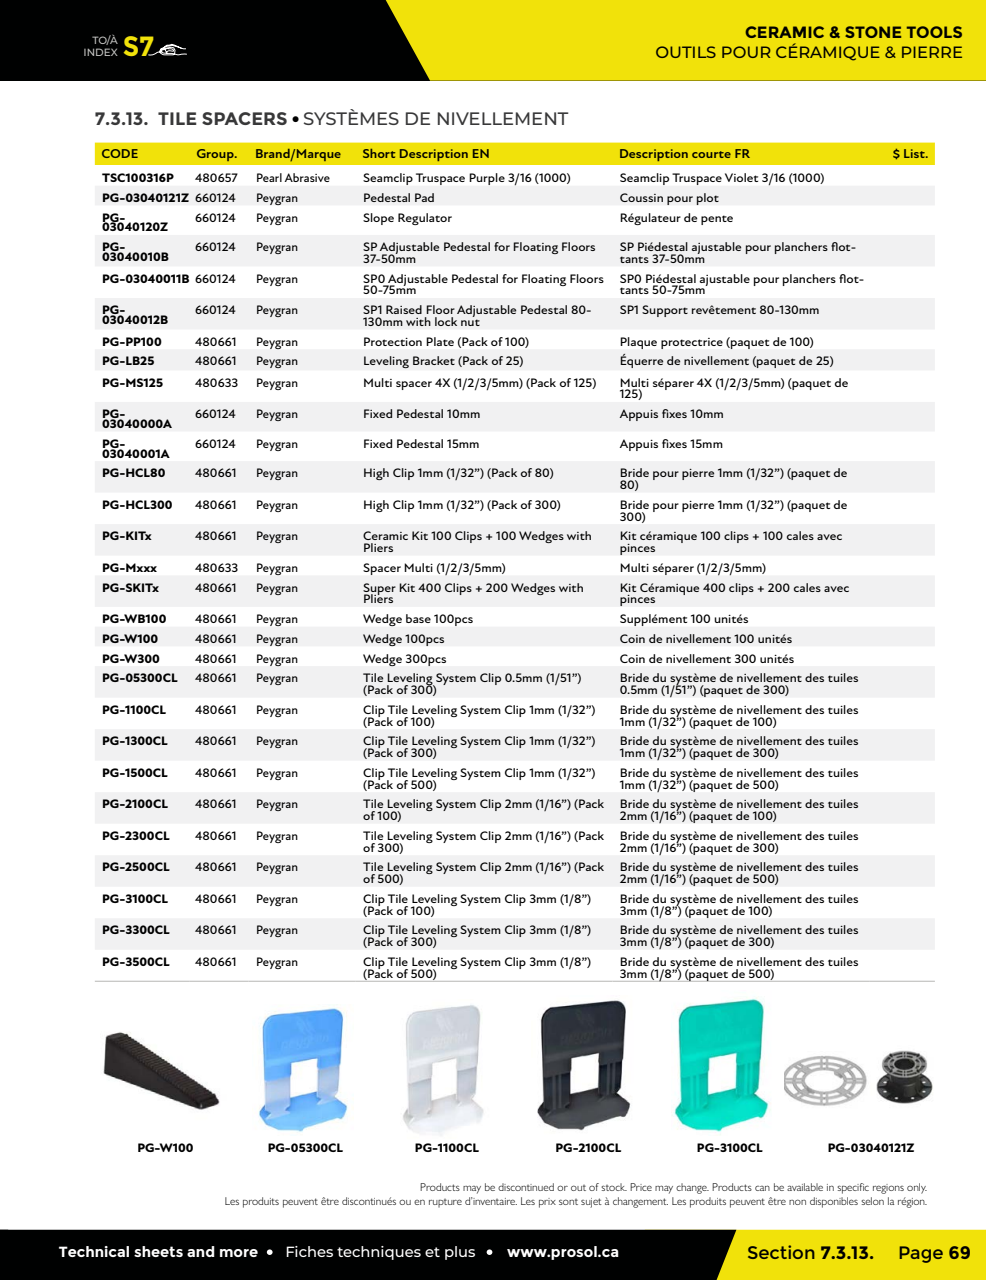 TO/À
INDEX S7
CERAMIC & STONE TOOLS
OUTILS POUR CÉRAMIQUE & PIERRE
7.3.13. TILE SPACERS • SYSTÈMES DE NIVELLEMENT
CODE Group. Brand/Marque Short Description EN Description courte FR $ List.
TSC100316P 480657 Pearl Abrasive Seamclip Truspace Purple 3/16 (1000) Seamclip Truspace Violet 3/16 (1000)
PG-03040121Z 660124 Peygran Pedestal Pad Coussin pour plot
PG- 660124 Peygran Slope Regulator Régulateur de pente
03040120Z
PG- 660124 Peygran SP Adjustable Pedestal for Floating Floors SP Piédestal ajustable pour planchers flot-
03040010B 37-50mm tants 37-50mm
PG-03040011B 660124 Peygran SP0 Adjustable Pedestal for Floating Floors SP0 Piédestal ajustable pour planchers flot-
50-75mm tants 50-75mm
PG- 660124 Peygran SP1 Raised Floor Adjustable Pedestal 80- SP1 Support revêtement 80-130mm
03040012B 130mm with lock nut
PG-PP100 480661 Peygran Protection Plate (Pack of 100) Plaque protectrice (paquet de 100)
PG-LB25 480661 Peygran Leveling Bracket (Pack of 25) Équerre de nivellement (paquet de 25)
PG-MS125 480633 Peygran Multi spacer 4X (1/2/3/5mm) (Pack of 125) Multi séparer 4X (1/2/3/5mm) (paquet de
125)
PG- 660124 Peygran Fixed Pedestal 10mm Appuis fixes 10mm
03040000A
PG- 660124 Peygran Fixed Pedestal 15mm Appuis fixes 15mm
03040001A
PG-HCL80 480661 Peygran High Clip 1mm (1/32”) (Pack of 80) Bride pour pierre 1mm (1/32”) (paquet de
80)
PG-HCL300 480661 Peygran High Clip 1mm (1/32”) (Pack of 300) Bride pour pierre 1mm (1/32”) (paquet de
300)
PG-KITx 480661 Peygran Ceramic Kit 100 Clips + 100 Wedges with Kit céramique 100 clips + 100 cales avec
Pliers pinces
PG-Mxxx 480633 Peygran Spacer Multi (1/2/3/5mm) Multi séparer (1/2/3/5mm)
PG-SKITx 480661 Peygran Super Kit 400 Clips + 200 Wedges with Kit Céramique 400 clips + 200 cales avec
Pliers pinces
PG-WB100 480661 Peygran Wedge base 100pcs Supplément 100 unités
PG-W100 480661 Peygran Wedge 100pcs Coin de nivellement 100 unités
PG-W300 480661 Peygran Wedge 300pcs Coin de nivellement 300 unités
PG-05300CL 480661 Peygran Tile Leveling System Clip 0.5mm (1/51”) Bride du système de nivellement des tuiles
(Pack of 300) 0.5mm (1/51”) (paquet de 300)
PG-1100CL 480661 Peygran Clip Tile Leveling System Clip 1mm (1/32”) Bride du système de nivellement des tuiles
(Pack of 100) 1mm (1/32”) (paquet de 100)
PG-1300CL 480661 Peygran Clip Tile Leveling System Clip 1mm (1/32”) Bride du système de nivellement des tuiles
(Pack of 300) 1mm (1/32”) (paquet de 300)
PG-1500CL 480661 Peygran Clip Tile Leveling System Clip 1mm (1/32”) Bride du système de nivellement des tuiles
(Pack of 500) 1mm (1/32”) (paquet de 500)
PG-2100CL 480661 Peygran Tile Leveling System Clip 2mm (1/16”) (Pack Bride du système de nivellement des tuiles
of 100) 2mm (1/16”) (paquet de 100)
PG-2300CL 480661 Peygran Tile Leveling System Clip 2mm (1/16”) (Pack Bride du système de nivellement des tuiles
of 300) 2mm (1/16”) (paquet de 300)
PG-2500CL 480661 Peygran Tile Leveling System Clip 2mm (1/16”) (Pack Bride du système de nivellement des tuiles
of 500) 2mm (1/16”) (paquet de 500)
PG-3100CL 480661 Peygran Clip Tile Leveling System Clip 3mm (1/8”) Bride du système de nivellement des tuiles
(Pack of 100) 3mm (1/8”) (paquet de 100)
PG-3300CL 480661 Peygran Clip Tile Leveling System Clip 3mm (1/8”) Bride du système de nivellement des tuiles
(Pack of 300) 3mm (1/8”) (paquet de 300)
PG-3500CL 480661 Peygran Clip Tile Leveling System Clip 3mm (1/8”) Bride du système de nivellement des tuiles
(Pack of 500) 3mm (1/8”) (paquet de 500)
PG-W100 PG-05300CL PG-1100CL PG-2100CL PG-3100CL PG-03040121Z
Products may be discontinued or out of stock. Price may change. Products can be available in specific regions only.
Les produits peuvent être discontinués ou en rupture d’inventaire. Les prix sont sujet à changement. Les produits peuvent être non disponibles selon la région.
Technical sheets and more • Fiches techniques et plus • www.prosol.ca
Section 7.3.13. Page 69